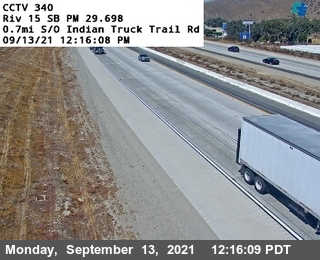 CCTV 340
Riv 15 SB PM 29.698
0.7mi S/O Indian Truck Trail Rd
09/13/21 12:16:08 PM
Monday, September 13, 2021 12:16:09 PDT